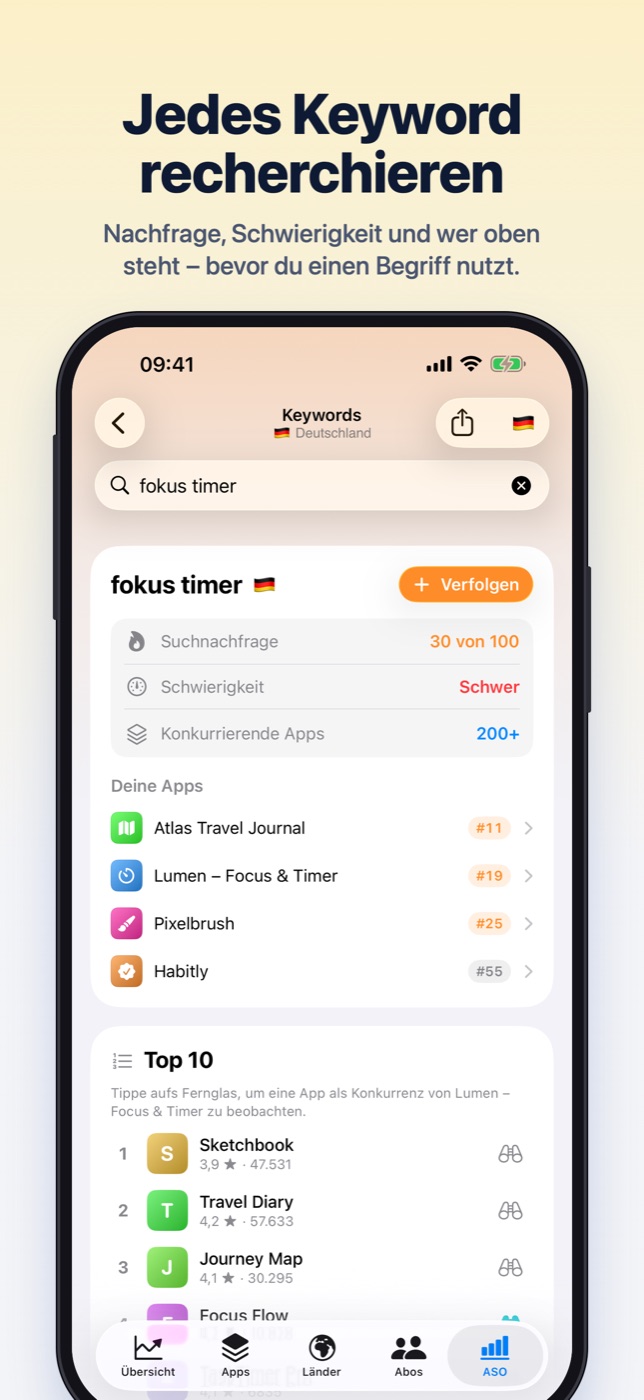 Jedes Keyword
recherchieren
Nachfrage, Schwierigkeit und wer oben
steht – bevor du einen Begriff nutzt.
09:41
Keywords
Deutschland
fokus timer
fokus timer
+ Verfolgen
Suchnachfrage 30 von 100
Schwierigkeit Schwer
Konkurrierende Apps 200+
Deine Apps
Atlas Travel Journal #11
Lumen – Focus & Timer #19
Pixelbrush #25
Habitly #55
Top 10
Tippe aufs Fernglas, um eine App als Konkurrenz von Lumen –
Focus & Timer zu beobachten.
1 S Sketchbook
3,9 ★ · 47.531
2 T Travel Diary
4,2 ★ · 57.633
3 J Journey Map
4,1 ★ · 30.295
Focus Flow
Übersicht Apps Länder Abos ASO